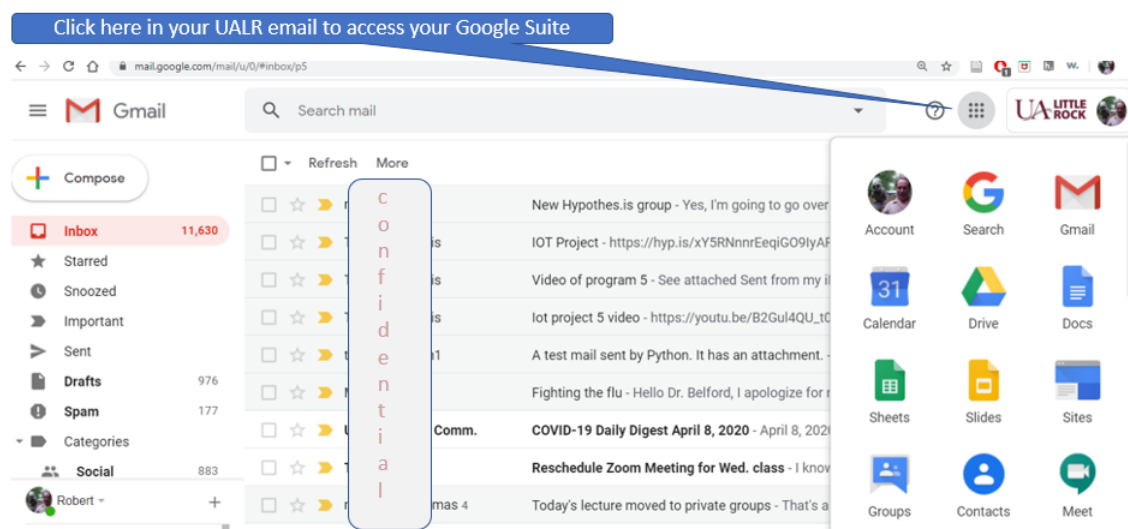 Click here in your UALR email to access your Google Suite
mail.google.com/mail/u/0/#inbox/p5
Gmail
Search mail
UA LITTLE ROCK
Compose
Refresh More
Inbox 11,630
Starred
Snoozed
Important
Sent
Drafts 976
Spam 177
Categories
Social 883
Robert
confidential
New Hypothes.is group - Yes, I'm going to go over
is IOT Project - https://hyp.is/xY5RNnnrEeqiGO9IyAF
is Video of program 5 - See attached Sent from my i
is Iot project 5 video - https://youtu.be/B2Gul4QU_t0
n1 A test mail sent by Python. It has an attachment. -
Fighting the flu - Hello Dr. Belford, I apologize for
Comm. COVID-19 Daily Digest April 8, 2020 - April 8, 202
Reschedule Zoom Meeting for Wed. class - I know
mas 4 Today's lecture moved to private groups - That's a
Account Search Gmail
31
Calendar Drive Docs
Sheets Slides Sites
Groups Contacts Meet